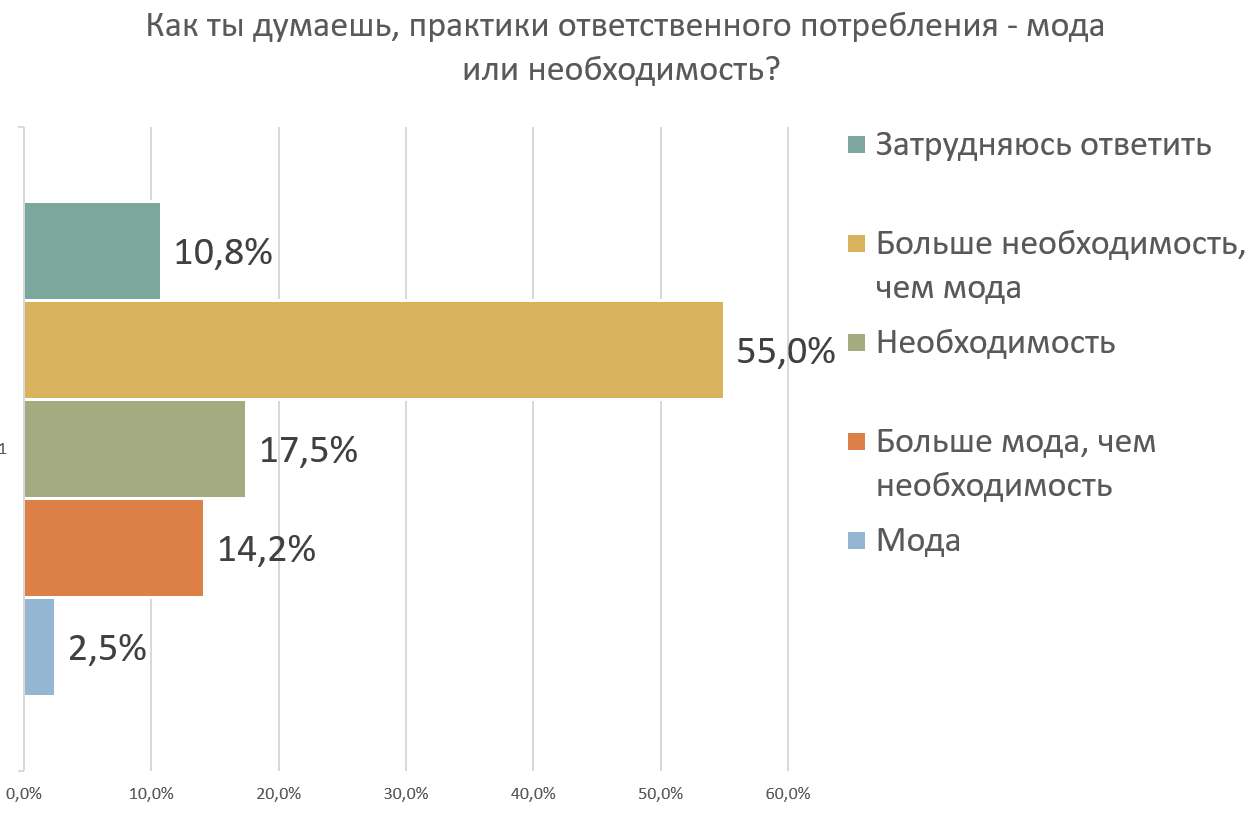 Как ты думаешь, практики ответственного потребления - мода
или необходимость?
Затрудняюсь ответить
10,8%
Больше необходимость,
чем мода
55,0%
Необходимость
1
17,5%
Больше мода, чем
необходимость
14,2%
Мода
2,5%
0,0%
10,0%
20,0%
30,0%
40,0%
50,0%
60,0%